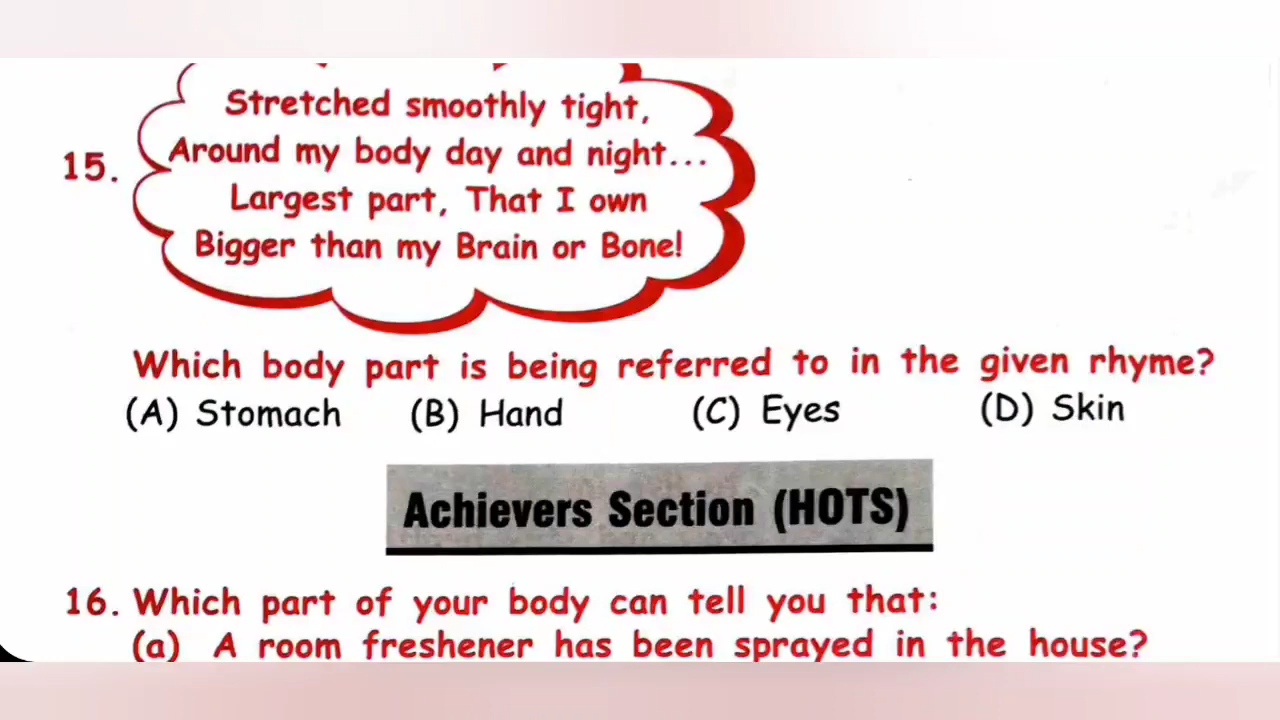 Stretched smoothly tight,
15. Around my body day and night...
Largest part, That I own
Bigger than my Brain or Bone!
Which body part is being referred to in the given rhyme?
(A) Stomach (B) Hand (C) Eyes (D) Skin
Achievers Section (HOTS)
16. Which part of your body can tell you that:
(a) A room freshener has been sprayed in the house?